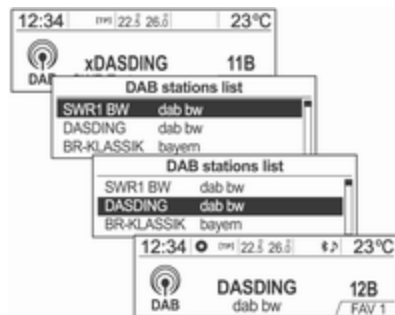 12:34 [TP] 22.5 26.0 23°C
xDASDING 11B
DAB
DAB stations list
SWR1 BW dab bw
DASDING dab bw
BR-KLASSIK bayern
DAB stations list
SWR1 BW dab bw
DASDING dab bw
BR-KLASSIK bayern
12:34 [TP] 22.5 26.0 23°C
DASDING 12B
DAB dab bw FAV 1